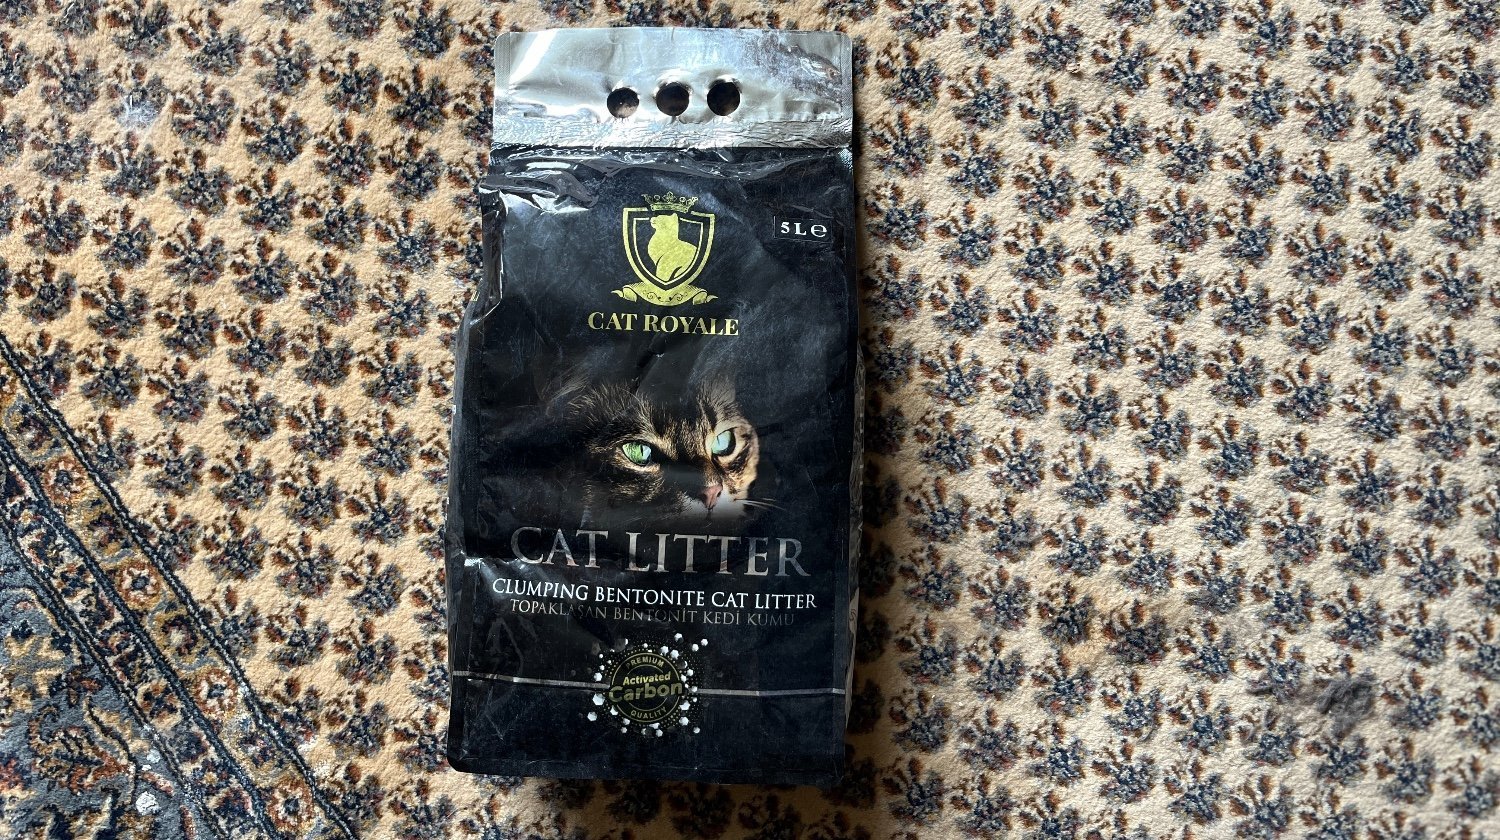 5 L ℮
CAT ROYALE
CAT LITTER
CLUMPING BENTONITE CAT LITTER
TOPAKLAŞAN BENTONİT KEDİ KUMU
PREMIUM
Activated
Carbon
QUALITY